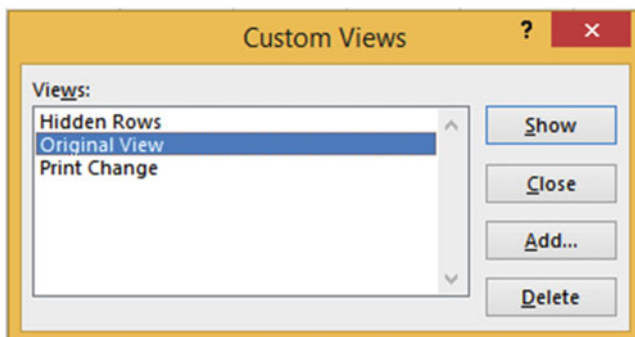 Custom Views
?
×
Views:
Hidden Rows
Original View
Print Change
Show
Close
Add...
Delete